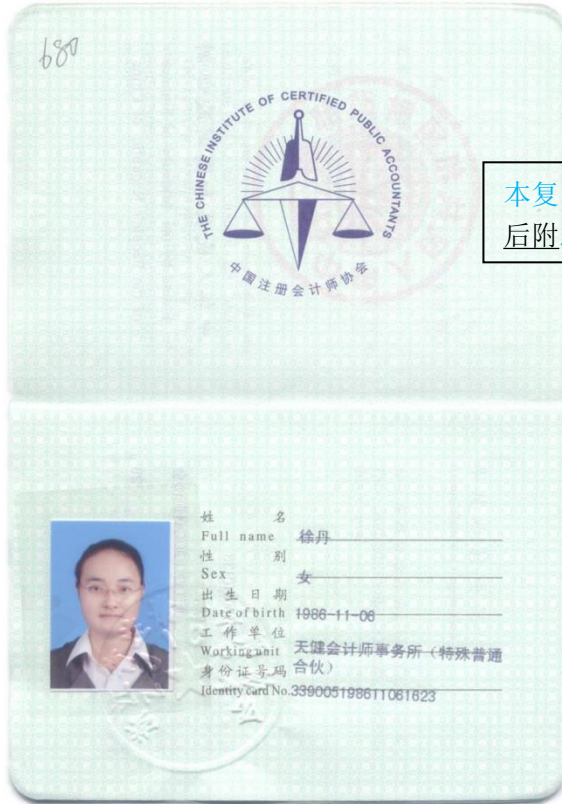 680
THE CHINESE INSTITUTE OF CERTIFIED PUBLIC ACCOUNTANTS
中国注册会计师协会
本复
后附
姓 名
Full name 徐丹
性 别
Sex 女
出生日期
Date of birth 1986-11-06
工作单位
Working unit 天健会计师事务所（特殊普通
合伙）
身份证号码
Identity card No. 339005198611061623